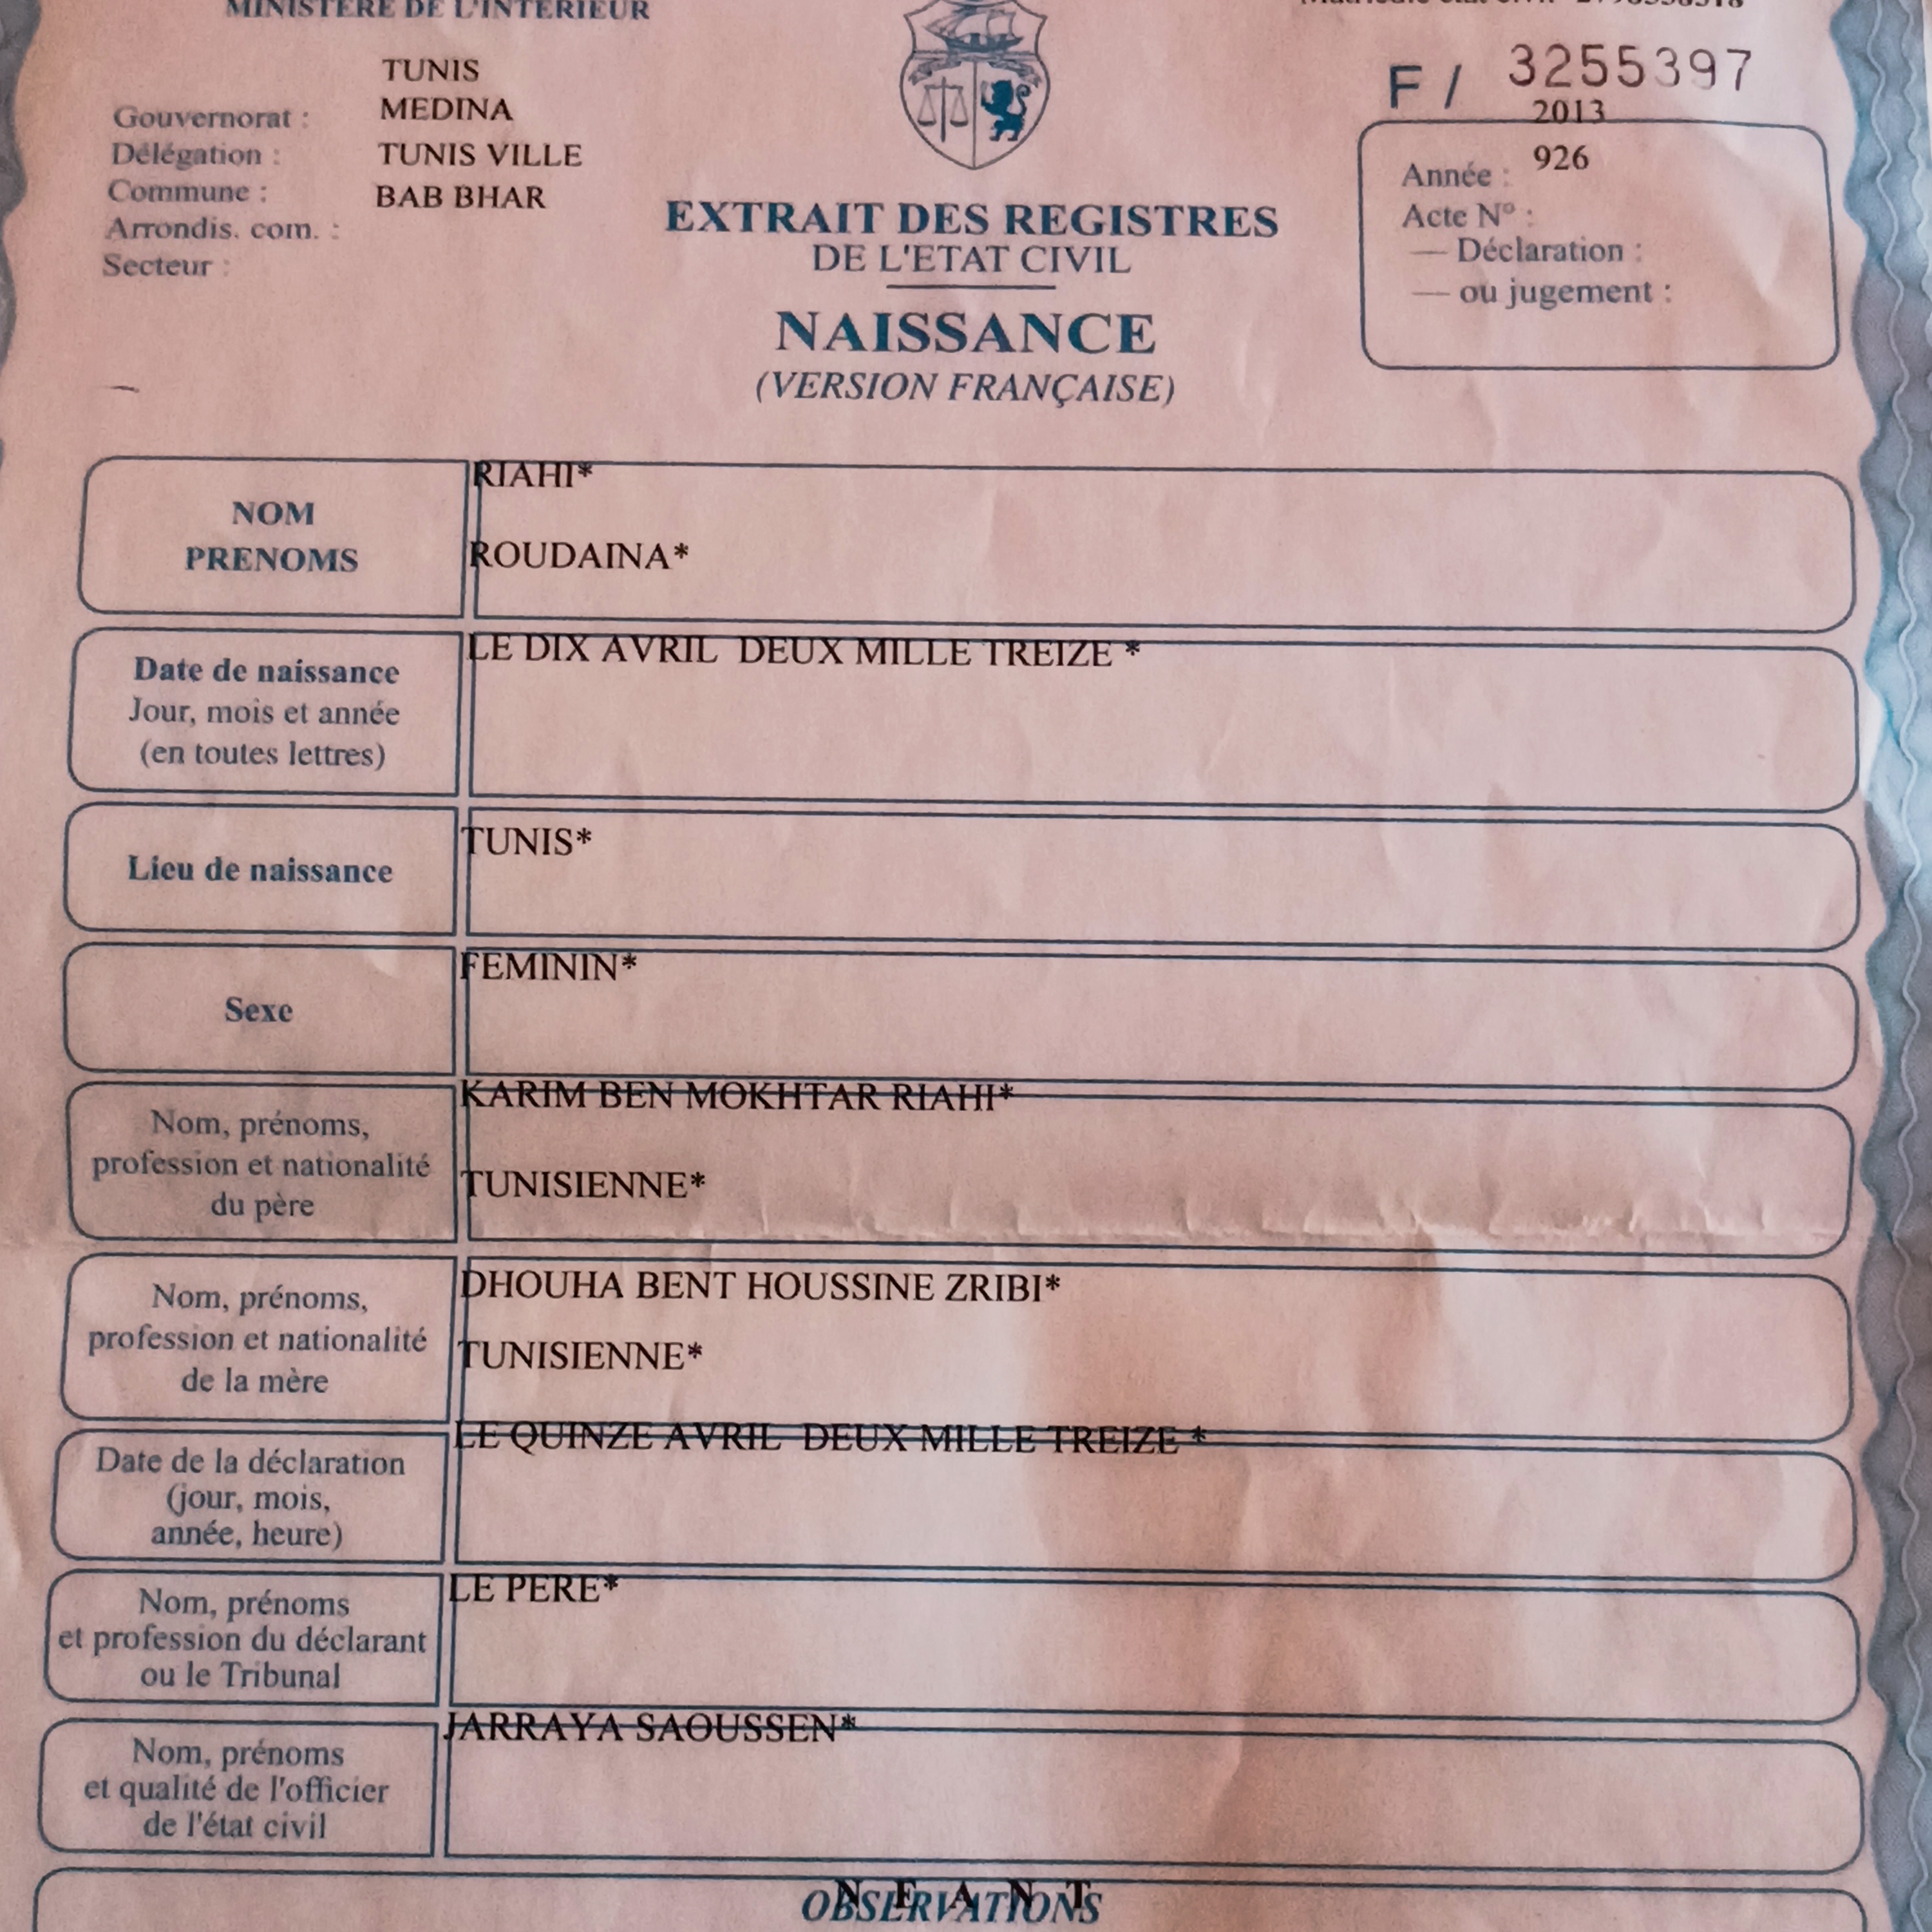 MINISTERE DE L'INTERIEUR
F / 3255397
TUNIS
MEDINA
TUNIS VILLE
BAB BHAR
Gouvernorat :
Délégation :
Commune :
Arrondis. com. :
Secteur :
2013
926
Année :
Acte N° :
— Déclaration :
— ou jugement :
EXTRAIT DES REGISTRES
DE L'ETAT CIVIL
NAISSANCE
(VERSION FRANÇAISE)
NOM
PRENOMS
RIAHI*
ROUDAINA*
Date de naissance
Jour, mois et année
(en toutes lettres)
LE DIX AVRIL DEUX MILLE TREIZE *
Lieu de naissance
TUNIS*
Sexe
FEMININ*
Nom, prénoms,
profession et nationalité
du père
KARIM BEN MOKHTAR RIAHI*
TUNISIENNE*
Nom, prénoms,
profession et nationalité
de la mère
DHOUHA BENT HOUSSINE ZRIBI*
TUNISIENNE*
Date de la déclaration
(jour, mois,
année, heure)
LE QUINZE AVRIL DEUX MILLE TREIZE *
Nom, prénoms
et profession du déclarant
ou le Tribunal
LE PERE*
Nom, prénoms
et qualité de l'officier
de l'état civil
JARRAYA SAOUSSEN*
N E A N T
OBSERVATIONS